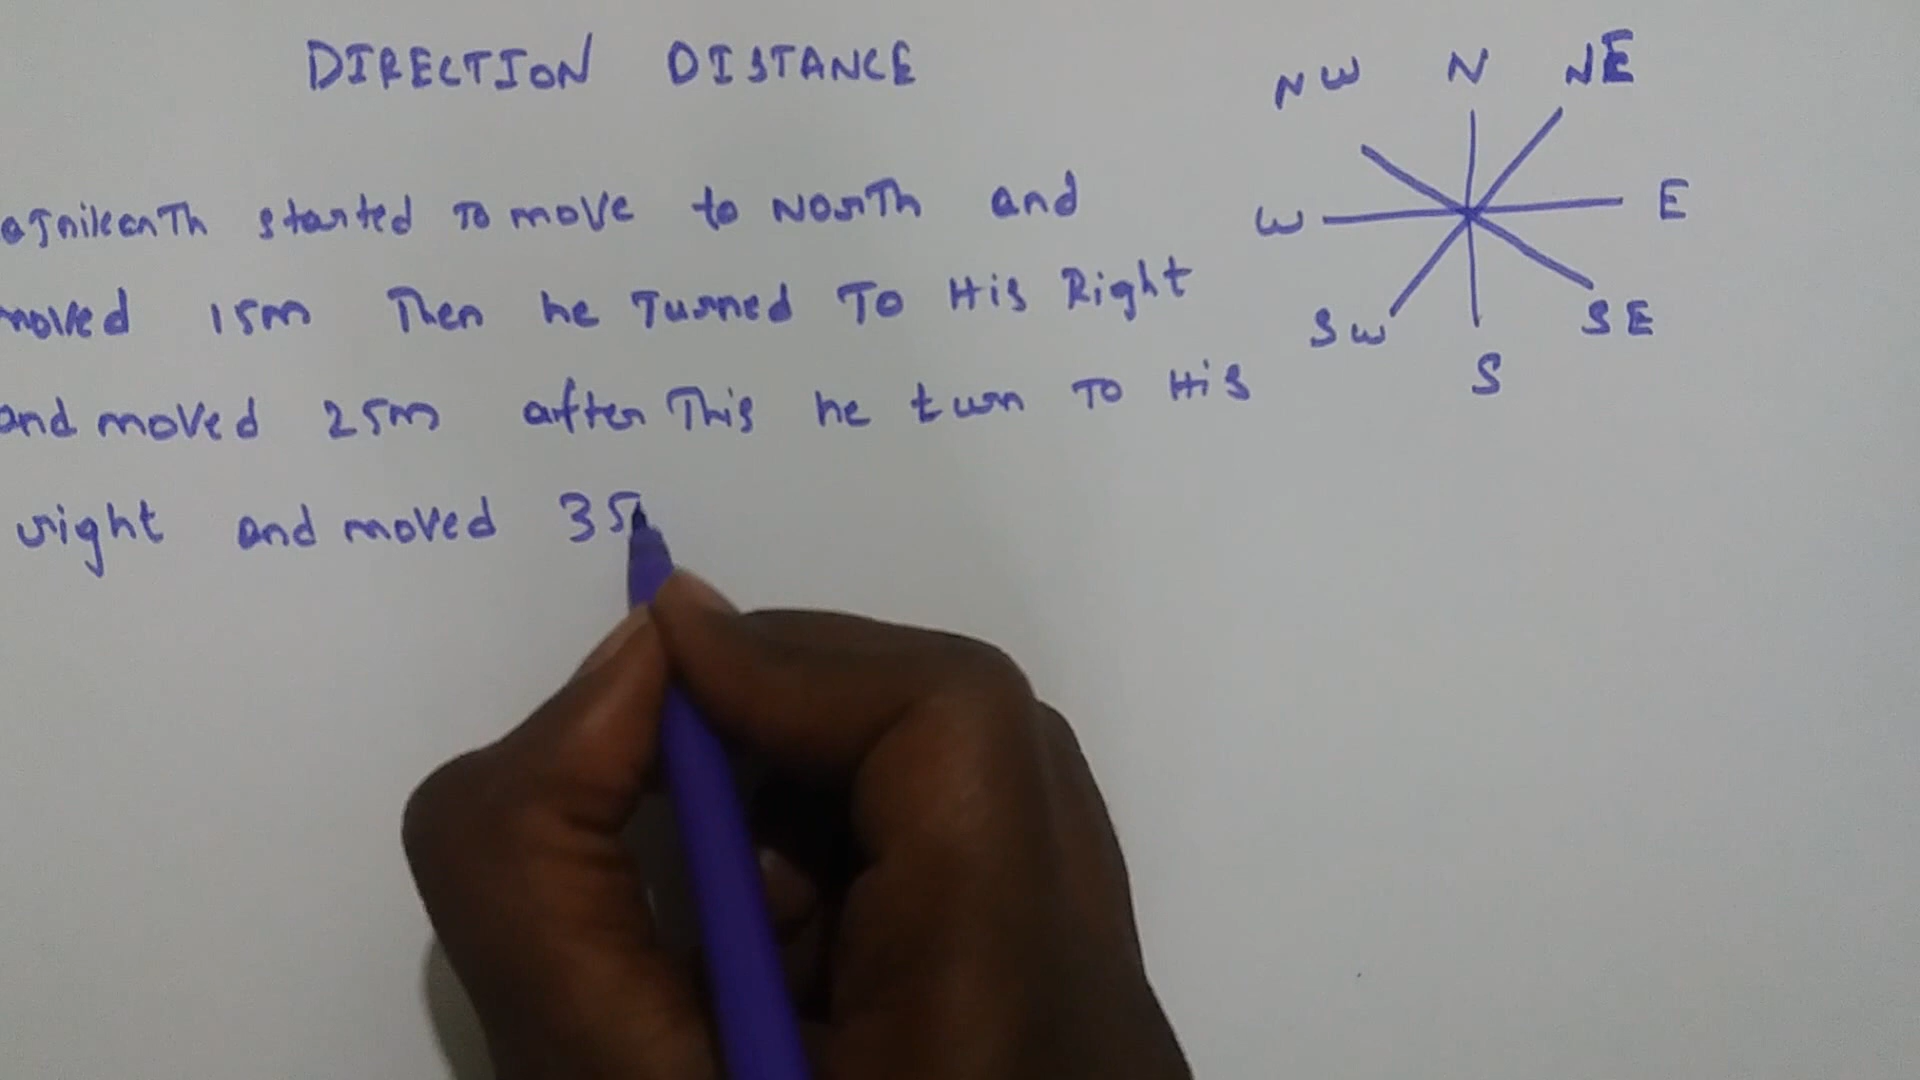 DIRECTION DISTANCE
NW N NE
W E
SW SE
S
ajnikanth started to move to North and
moved 15m Then he Turned To His Right
and moved 25m after This he turn To His
right and moved 35